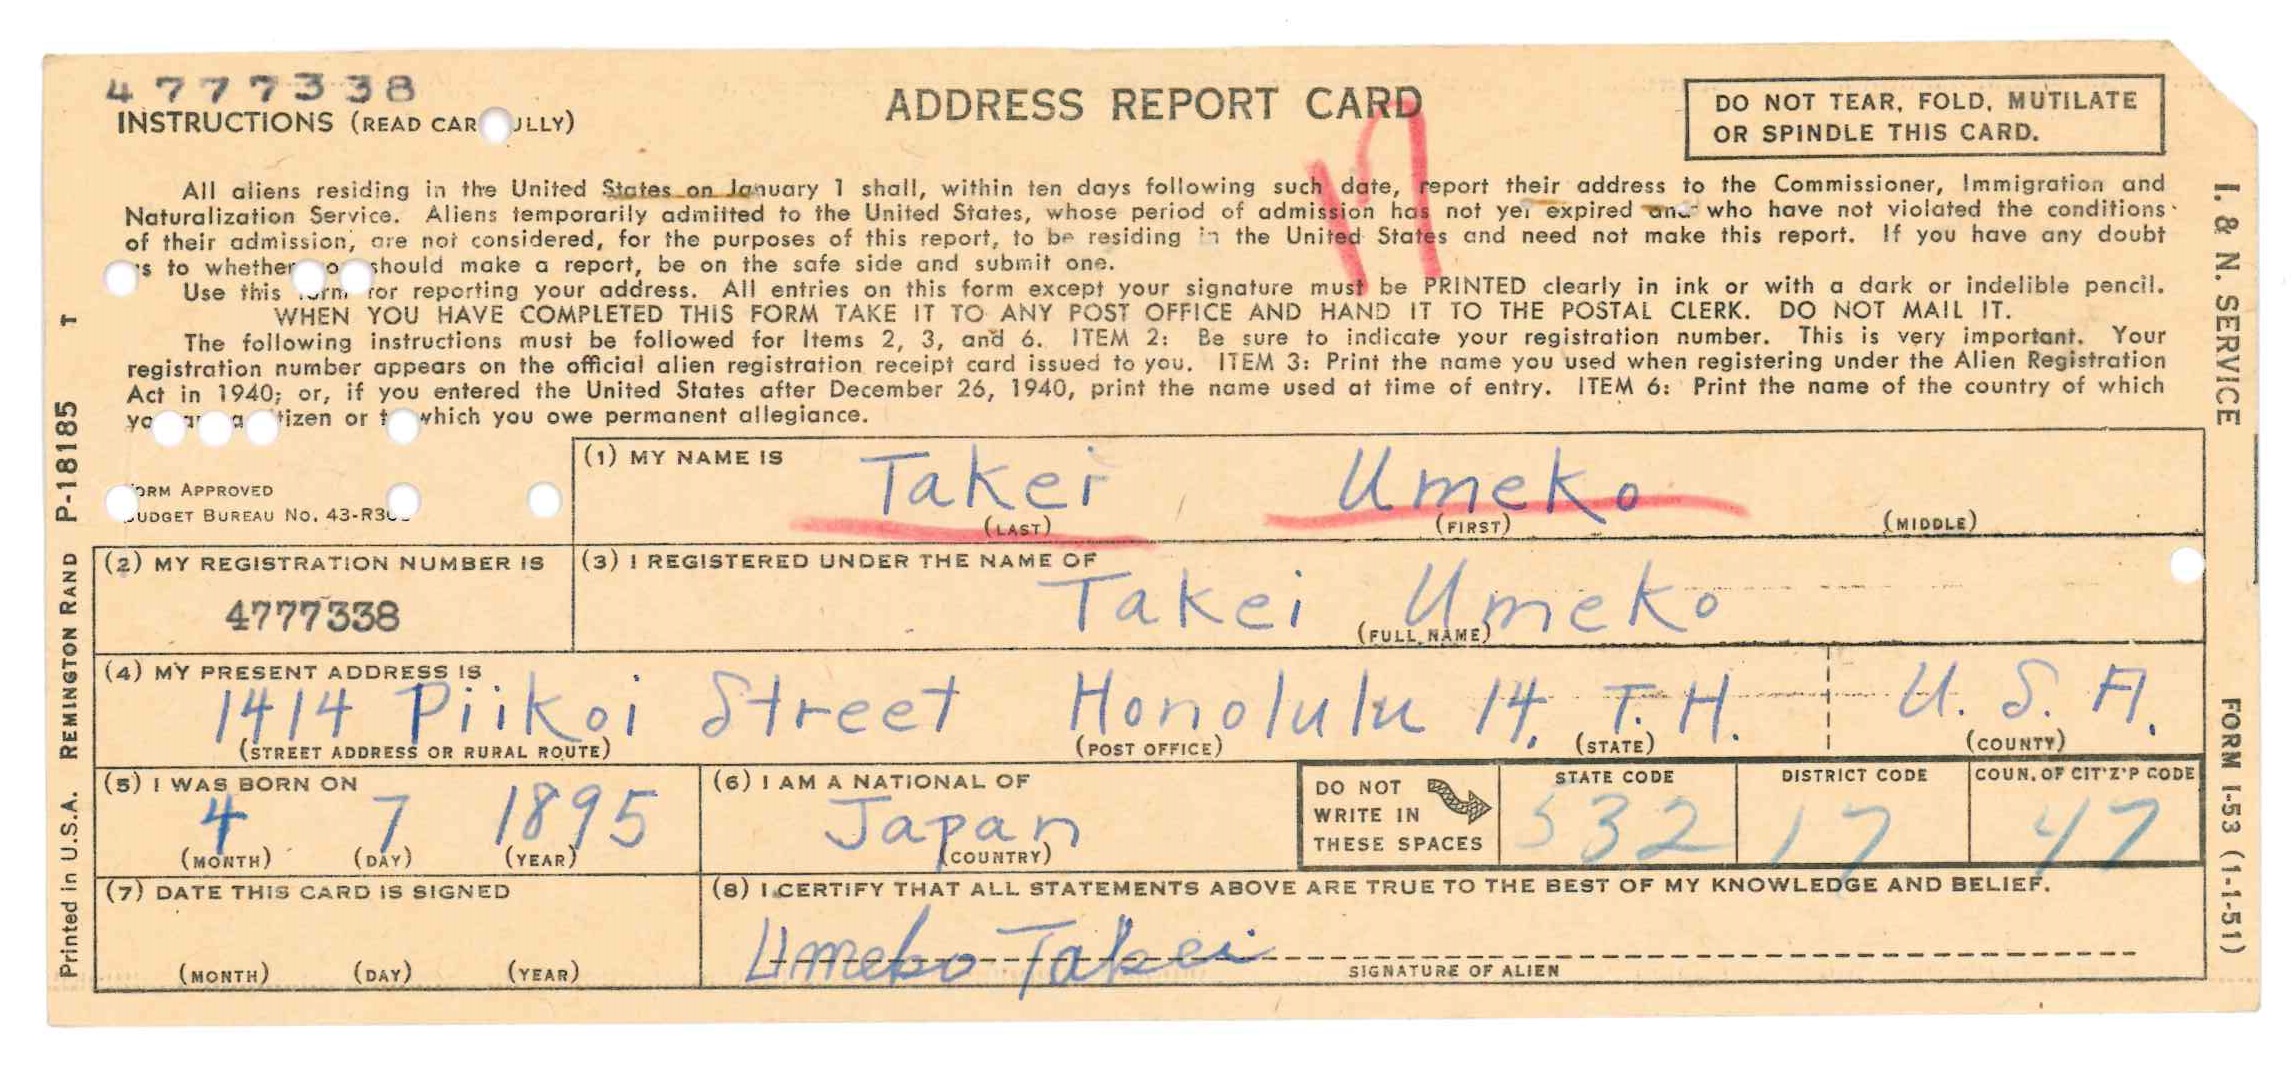 4777338
INSTRUCTIONS (READ CAR ULLY)
ADDRESS REPORT CARD
17
DO NOT TEAR, FOLD, MUTILATE
OR SPINDLE THIS CARD.
All aliens residing in the United States on January 1 shall, within ten days following such date, report their address to the Commissioner, Immigration and
Naturalization Service. Aliens temporarily admitted to the United States, whose period of admission has not yet expired and who have not violated the conditions
of their admission, are not considered, for the purposes of this report, to be residing in the United States and need not make this report. If you have any doubt
as to whether you should make a report, be on the safe side and submit one.
Use this form for reporting your address. All entries on this form except your signature must be PRINTED clearly in ink or with a dark or indelible pencil.
WHEN YOU HAVE COMPLETED THIS FORM TAKE IT TO ANY POST OFFICE AND HAND IT TO THE POSTAL CLERK. DO NOT MAIL IT.
The following instructions must be followed for Items 2, 3, and 6. ITEM 2: Be sure to indicate your registration number. This is very important. Your
registration number appears on the official alien registration receipt card issued to you. ITEM 3: Print the name you used when registering under the Alien Registration
Act in 1940; or, if you entered the United States after December 26, 1940, print the name used at time of entry. ITEM 6: Print the name of the country of which
you are a citizen or to which you owe permanent allegiance.
FORM APPROVED
BUDGET BUREAU No. 43-R3
(1) MY NAME IS
Takei Umeko
(LAST) (FIRST) (MIDDLE)
(2) MY REGISTRATION NUMBER IS
4777338
(3) I REGISTERED UNDER THE NAME OF
Takei Umeko
(FULL NAME)
(4) MY PRESENT ADDRESS IS
1414 Piikoi Street Honolulu 14, T.H. U.S.A.
(STREET ADDRESS OR RURAL ROUTE) (POST OFFICE) (STATE) (COUNTY)
(5) I WAS BORN ON
4 7 1895
(MONTH) (DAY) (YEAR)
(6) I AM A NATIONAL OF
Japan
(COUNTRY)
DO NOT
WRITE IN
THESE SPACES
STATE CODE
532
DISTRICT CODE
17
COUN. OF CIT'Z'P CODE
47
(7) DATE THIS CARD IS SIGNED
(MONTH) (DAY) (YEAR)
(8) I CERTIFY THAT ALL STATEMENTS ABOVE ARE TRUE TO THE BEST OF MY KNOWLEDGE AND BELIEF.
Umeko Takei
SIGNATURE OF ALIEN
Printed in U.S.A. REMINGTON RAND P-18185 T
I. & N. SERVICE
FORM I-53 (1-1-51)